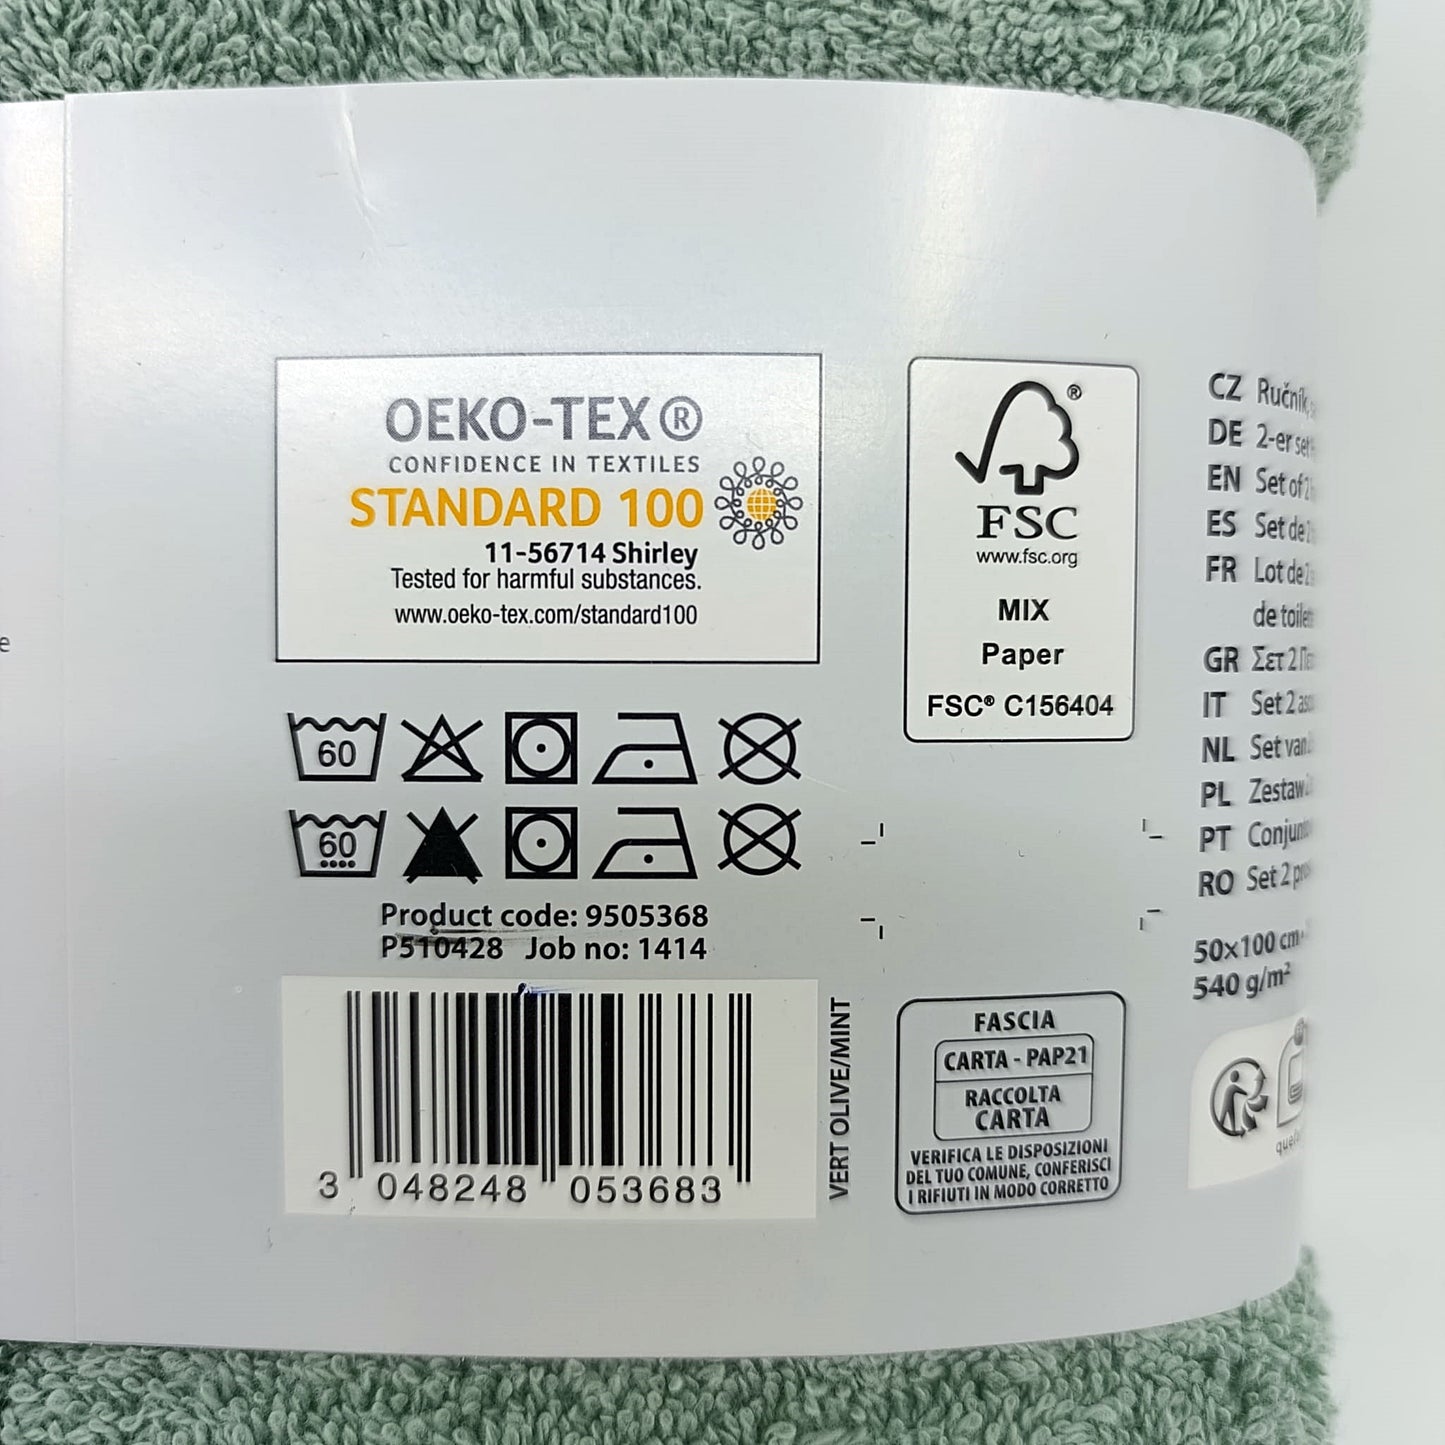 e
OEKO-TEX®
CONFIDENCE IN TEXTILES
STANDARD 100
11-56714 Shirley
Tested for harmful substances.
www.oeko-tex.com/standard100
60
60
Product code: 9505368
P510428 Job no: 1414
3 048248 053683
VERT OLIVE/MINT
®
FSC
www.fsc.org
MIX
Paper
FSC® C156404
FASCIA
CARTA - PAP21
RACCOLTA
CARTA
VERIFICA LE DISPOSIZIONI
DEL TUO COMUNE, CONFERISCI
I RIFIUTI IN MODO CORRETTO
CZ Ručník,
DE 2-er set
EN Set of 2
ES Set de 2
FR Lot de 2
de
GR Σετ 2
IT Set 2
NL Set van
PL Zestaw
PT
RO Set 2
50x100 cm
540 g/m²